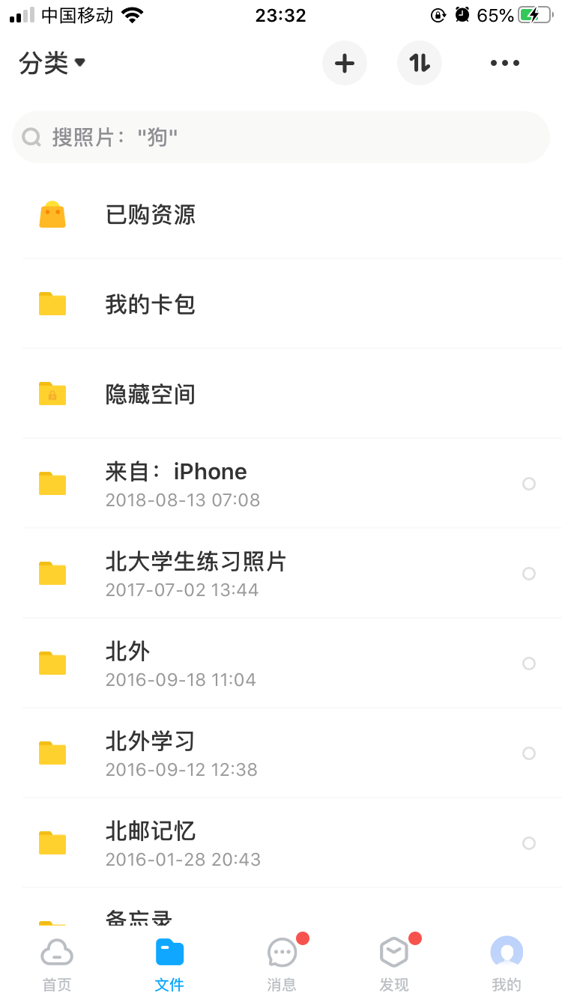 中国移动 23:32 65%
分类
搜照片："狗"
已购资源
我的卡包
隐藏空间
来自：iPhone
2018-08-13 07:08
北大学生练习照片
2017-07-02 13:44
北外
2016-09-18 11:04
北外学习
2016-09-12 12:38
北邮记忆
2016-01-28 20:43
备忘录
首页 文件 消息 发现 我的